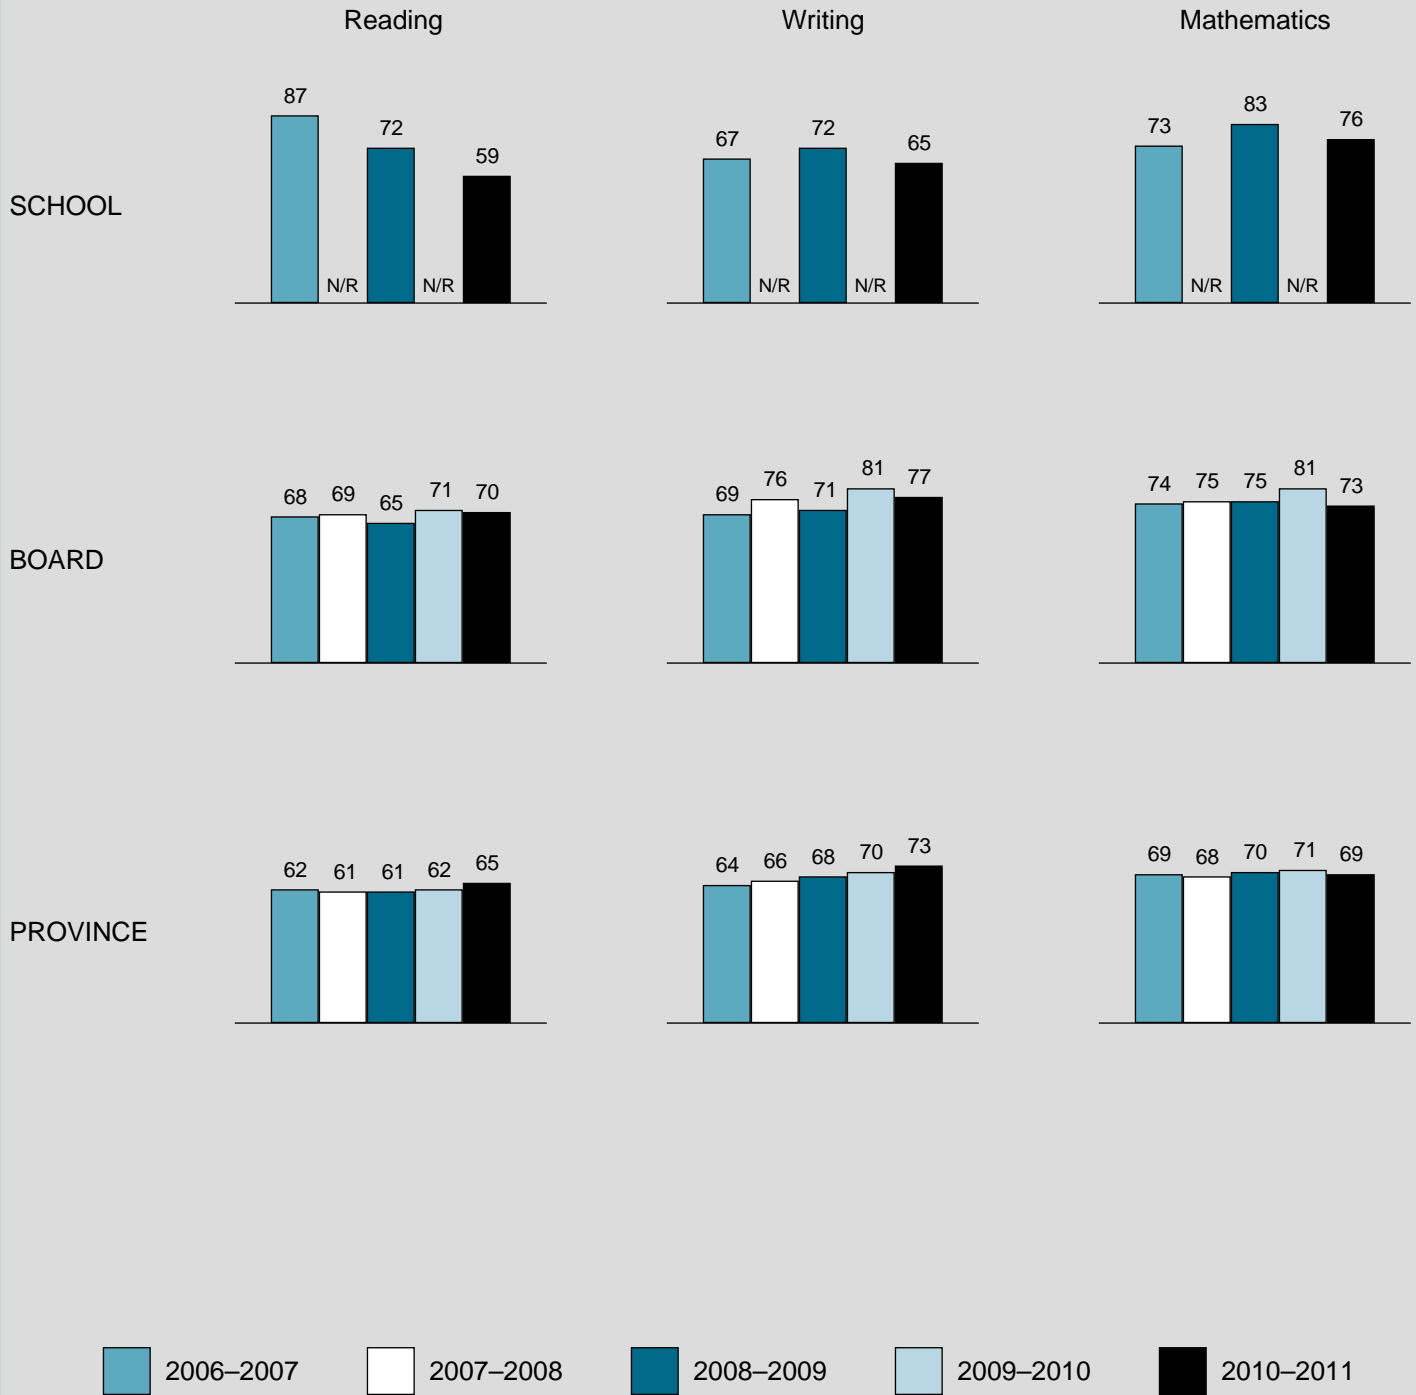 Reading Writing Mathematics
SCHOOL
87 72 59
N/R N/R
67 72 65
N/R N/R
73 83 76
N/R N/R
BOARD
68 69 65 71 70
69 76 71 81 77
74 75 75 81 73
PROVINCE
62 61 61 62 65
64 66 68 70 73
69 68 70 71 69
2006–2007 2007–2008 2008–2009 2009–2010 2010–2011